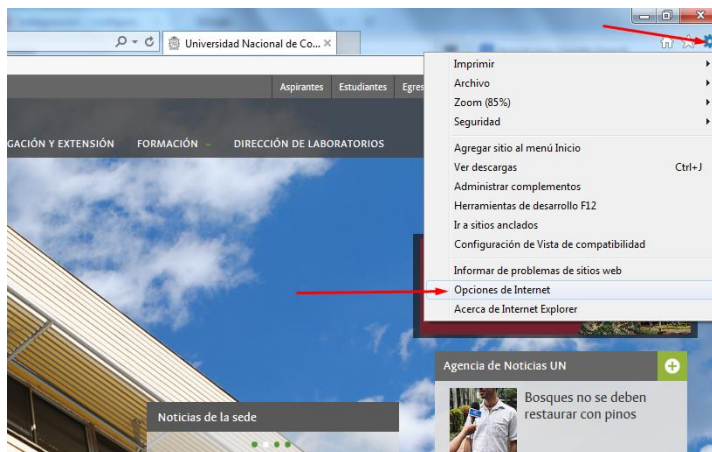 Universidad Nacional de Co...
Aspirantes
Estudiantes
GACIÓN Y EXTENSIÓN
FORMACIÓN
DIRECCIÓN DE LABORATORIOS
Imprimir
Archivo
Zoom (85%)
Seguridad
Agregar sitio al menú Inicio
Ver descargas Ctrl+J
Administrar complementos
Herramientas de desarrollo F12
Ir a sitios anclados
Configuración de Vista de compatibilidad
Informar de problemas de sitios web
Opciones de Internet
Acerca de Internet Explorer
Agencia de Noticias UN
Bosques no se deben
restaurar con pinos
Noticias de la sede